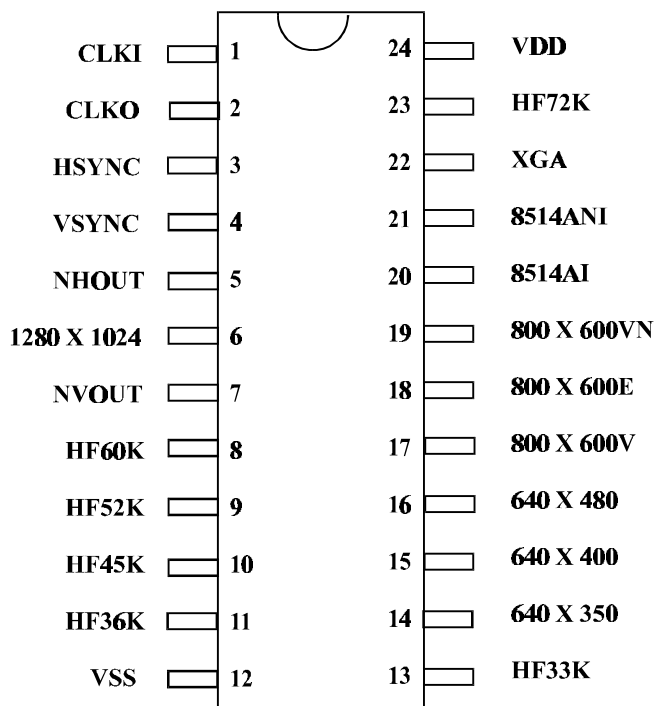 CLKI 1 24 VDD
CLKO 2 23 HF72K
HSYNC 3 22 XGA
VSYNC 4 21 8514ANI
NHOUT 5 20 8514AI
1280 X 1024 6 19 800 X 600VN
NVOUT 7 18 800 X 600E
HF60K 8 17 800 X 600V
HF52K 9 16 640 X 480
HF45K 10 15 640 X 400
HF36K 11 14 640 X 350
VSS 12 13 HF33K